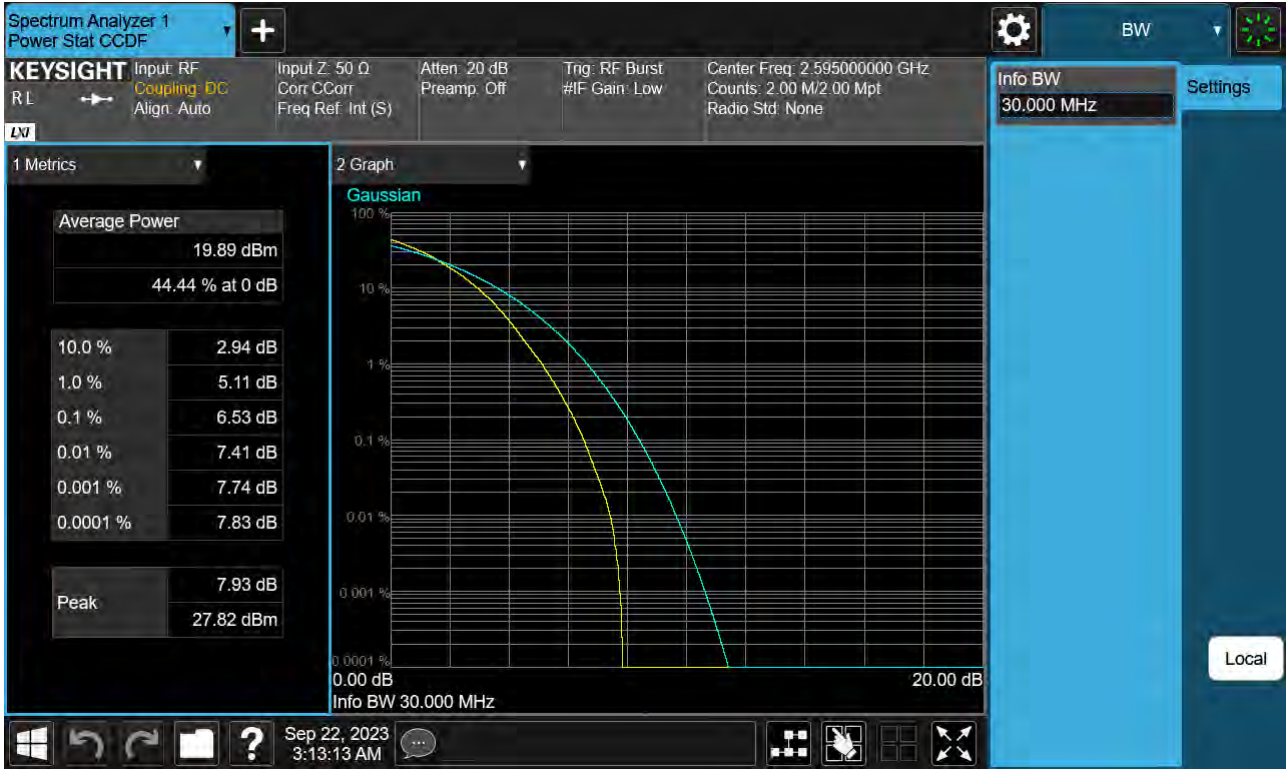 Spectrum Analyzer 1
Power Stat CCDF
BW
KEYSIGHT
RL
LXI
Input: RF
Coupling: DC
Align: Auto
Input Z: 50 Ω
Corr CCorr
Freq Ref: Int (S)
Atten: 20 dB
Preamp: Off
Trig: RF Burst
#IF Gain: Low
Center Freq: 2.595000000 GHz
Counts: 2.00 M/2.00 Mpt
Radio Std: None
Info BW
30.000 MHz
Settings
1 Metrics
Average Power
19.89 dBm
44.44 % at 0 dB
10.0 % 2.94 dB
1.0 % 5.11 dB
0.1 % 6.53 dB
0.01 % 7.41 dB
0.001 % 7.74 dB
0.0001 % 7.83 dB
Peak
7.93 dB
27.82 dBm
2 Graph
Gaussian
100 %
10 %
1 %
0.1 %
0.01 %
0.001 %
0.0001 %
0.00 dB 20.00 dB
Info BW 30.000 MHz
Local
?
Sep 22, 2023
3:13:13 AM